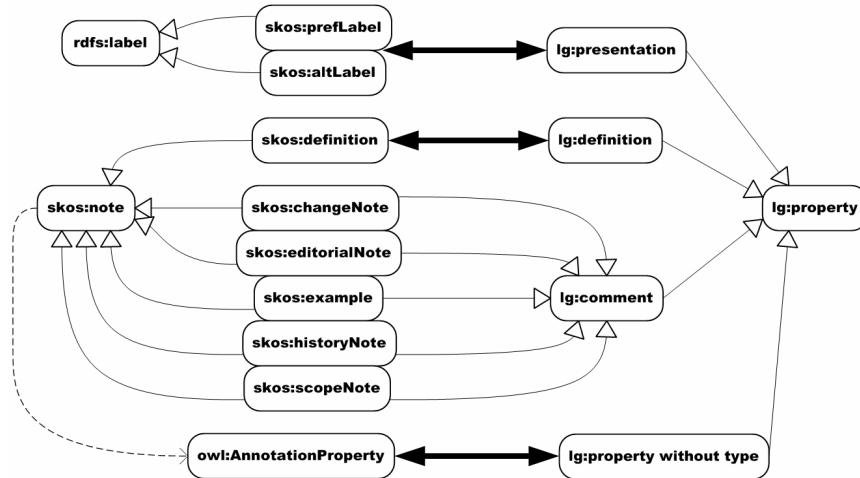 rdfs:label
skos:prefLabel
skos:altLabel
lg:presentation
skos:definition
lg:definition
skos:note
skos:changeNote
skos:editorialNote
skos:example
skos:historyNote
skos:scopeNote
lg:comment
lg:property
owl:AnnotationProperty
lg:property without type